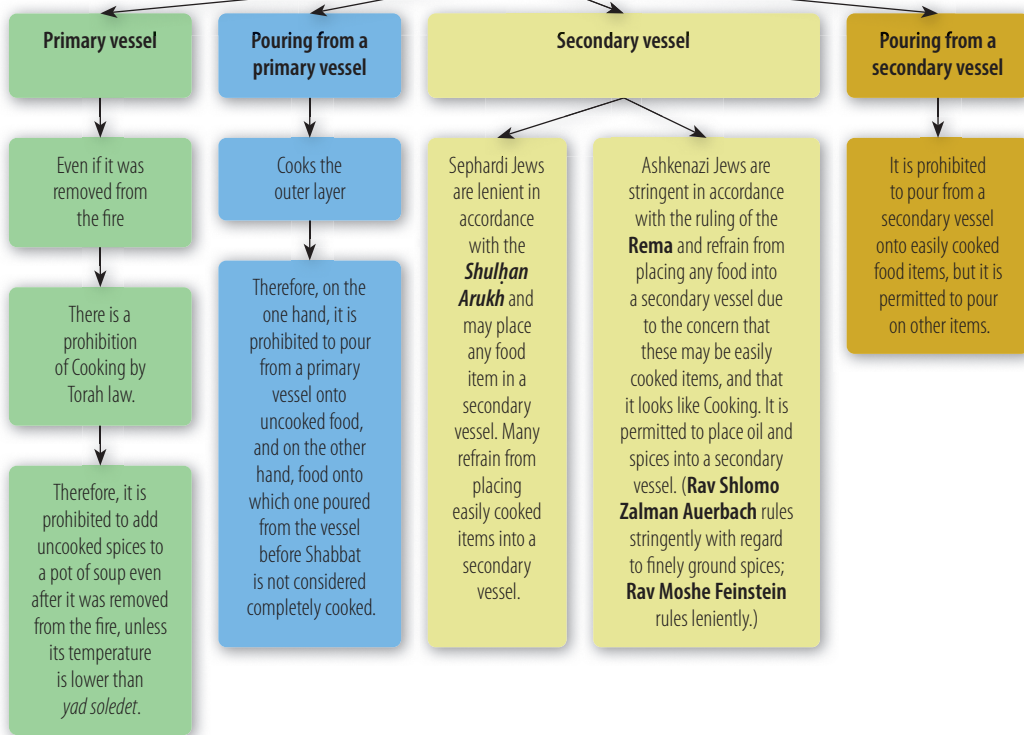 Primary vessel
Even if it was
removed from
the fire
There is a
prohibition
of Cooking by
Torah law.
Therefore, it is
prohibited to add
uncooked spices to
a pot of soup even
after it was removed
from the fire, unless
its temperature
is lower than
yad soledet.
Pouring from a
primary vessel
Cooks the
outer layer
Therefore, on the
one hand, it is
prohibited to pour
from a primary
vessel onto
uncooked food,
and on the other
hand, food onto
which one poured
from the vessel
before Shabbat
is not considered
completely cooked.
Secondary vessel
Sephardi Jews
are lenient in
accordance
with the
Shulḥan
Arukh and
may place
any food
item in a
secondary
vessel. Many
refrain from
placing
easily cooked
items into a
secondary
vessel.
Ashkenazi Jews are
stringent in accordance
with the ruling of the
Rema and refrain from
placing any food into
a secondary vessel due
to the concern that
these may be easily
cooked items, and that
it looks like Cooking. It is
permitted to place oil and
spices into a secondary
vessel. (Rav Shlomo
Zalman Auerbach rules
stringently with regard
to finely ground spices;
Rav Moshe Feinstein
rules leniently.)
Pouring from a
secondary vessel
It is prohibited
to pour from a
secondary vessel
onto easily cooked
food items, but it is
permitted to pour
on other items.